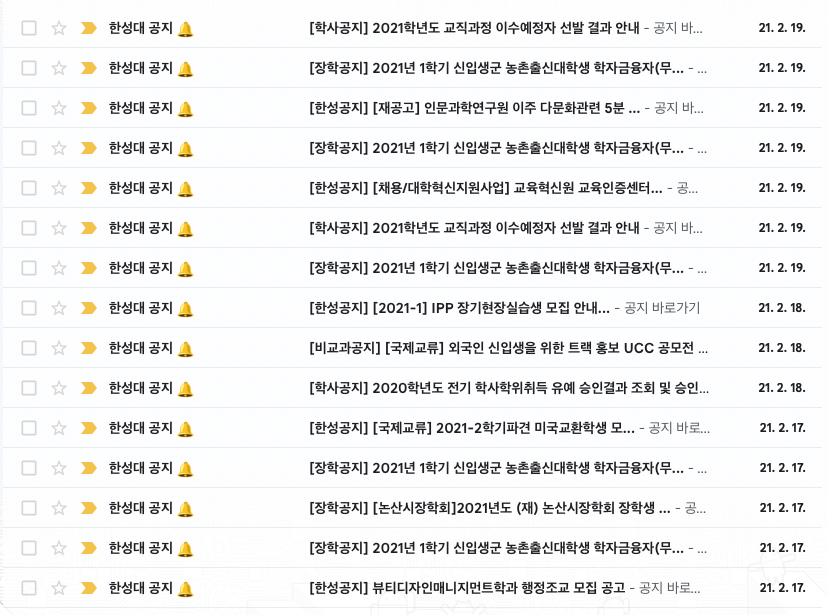 한성대 공지 🔔 [학사공지] 2021학년도 교직과정 이수예정자 선발 결과 안내 - 공지 바... 21. 2. 19.
한성대 공지 🔔 [장학공지] 2021년 1학기 신입생군 농촌출신대학생 학자금융자(무... - ... 21. 2. 19.
한성대 공지 🔔 [한성공지] [재공고] 인문과학연구원 이주 다문화관련 5분 ... - 공지 바... 21. 2. 19.
한성대 공지 🔔 [장학공지] 2021년 1학기 신입생군 농촌출신대학생 학자금융자(무... - ... 21. 2. 19.
한성대 공지 🔔 [한성공지] [채용/대학혁신지원사업] 교육혁신원 교육인증센터... - 공... 21. 2. 19.
한성대 공지 🔔 [학사공지] 2021학년도 교직과정 이수예정자 선발 결과 안내 - 공지 바... 21. 2. 19.
한성대 공지 🔔 [장학공지] 2021년 1학기 신입생군 농촌출신대학생 학자금융자(무... - ... 21. 2. 19.
한성대 공지 🔔 [한성공지] [2021-1] IPP 장기현장실습생 모집 안내... - 공지 바로가기 21. 2. 18.
한성대 공지 🔔 [비교과공지] [국제교류] 외국인 신입생을 위한 트랙 홍보 UCC 공모전 ... 21. 2. 18.
한성대 공지 🔔 [학사공지] 2020학년도 전기 학사학위취득 유예 승인결과 조회 및 승인... 21. 2. 18.
한성대 공지 🔔 [한성공지] [국제교류] 2021-2학기파견 미국교환학생 모... - 공지 바로... 21. 2. 17.
한성대 공지 🔔 [장학공지] 2021년 1학기 신입생군 농촌출신대학생 학자금융자(무... - ... 21. 2. 17.
한성대 공지 🔔 [장학공지] [논산시장학회]2021년도 (재) 논산시장학회 장학생 ... - 공... 21. 2. 17.
한성대 공지 🔔 [장학공지] 2021년 1학기 신입생군 농촌출신대학생 학자금융자(무... - ... 21. 2. 17.
한성대 공지 🔔 [한성공지] 뷰티디자인매니지먼트학과 행정조교 모집 공고 - 공지 바로... 21. 2. 17.